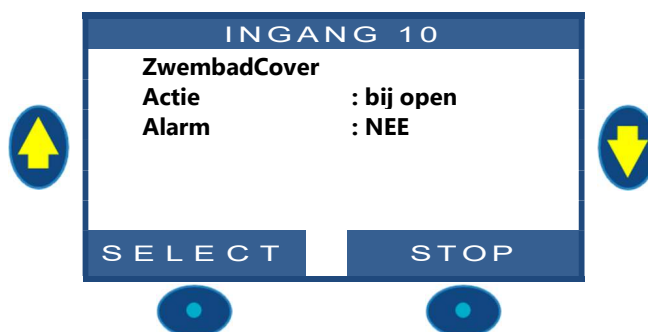 INGANG 10
ZwembadCover
Actie : bij open
Alarm : NEE
SELECT STOP